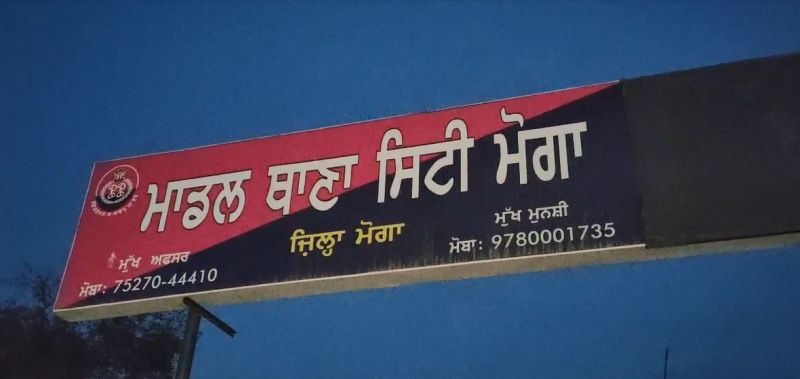 ਮਾਡਲ ਥਾਣਾ ਸਿਟੀ ਮੋਗਾ
ਜ਼ਿਲ੍ਹਾ ਮੋਗਾ
ਮੁੱਖ ਅਫਸਰ
ਮੋਬਾ: 75270-44410
ਮੁੱਖ ਮੁਨਸ਼ੀ
ਮੋਬਾ: 9780001735